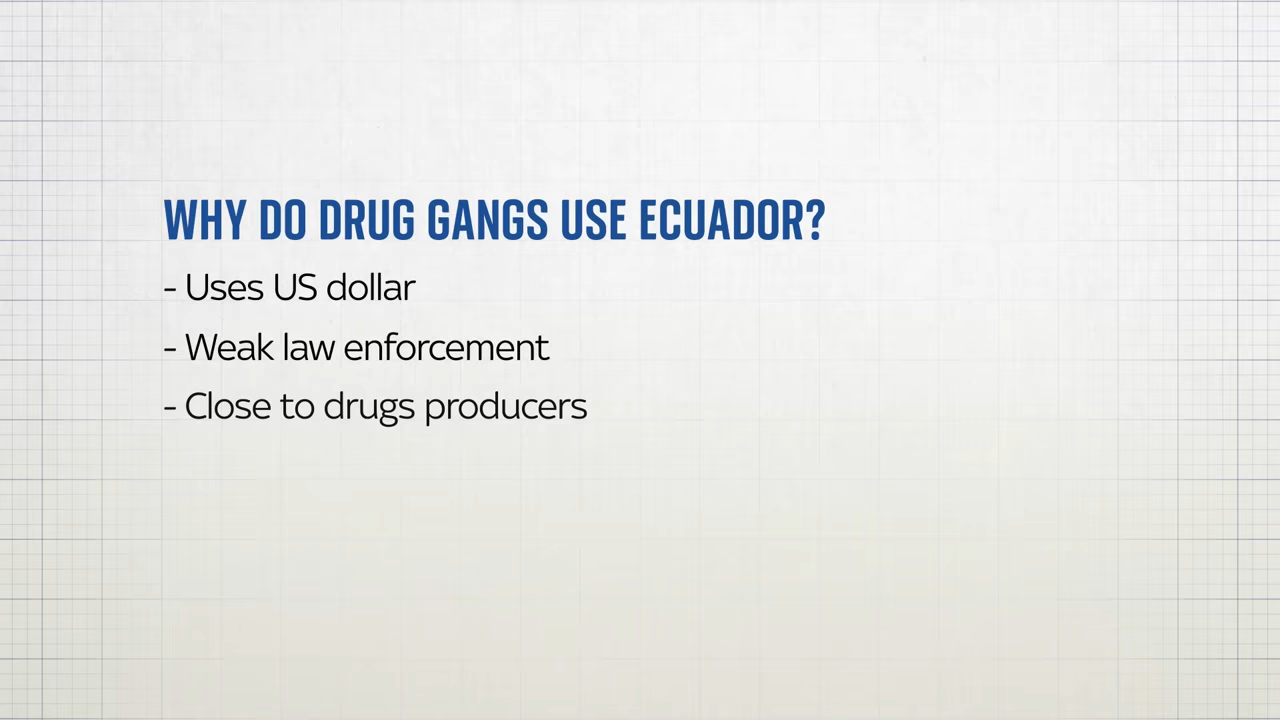 WHY DO DRUG GANGS USE ECUADOR?
- Uses US dollar
- Weak law enforcement
- Close to drugs producers